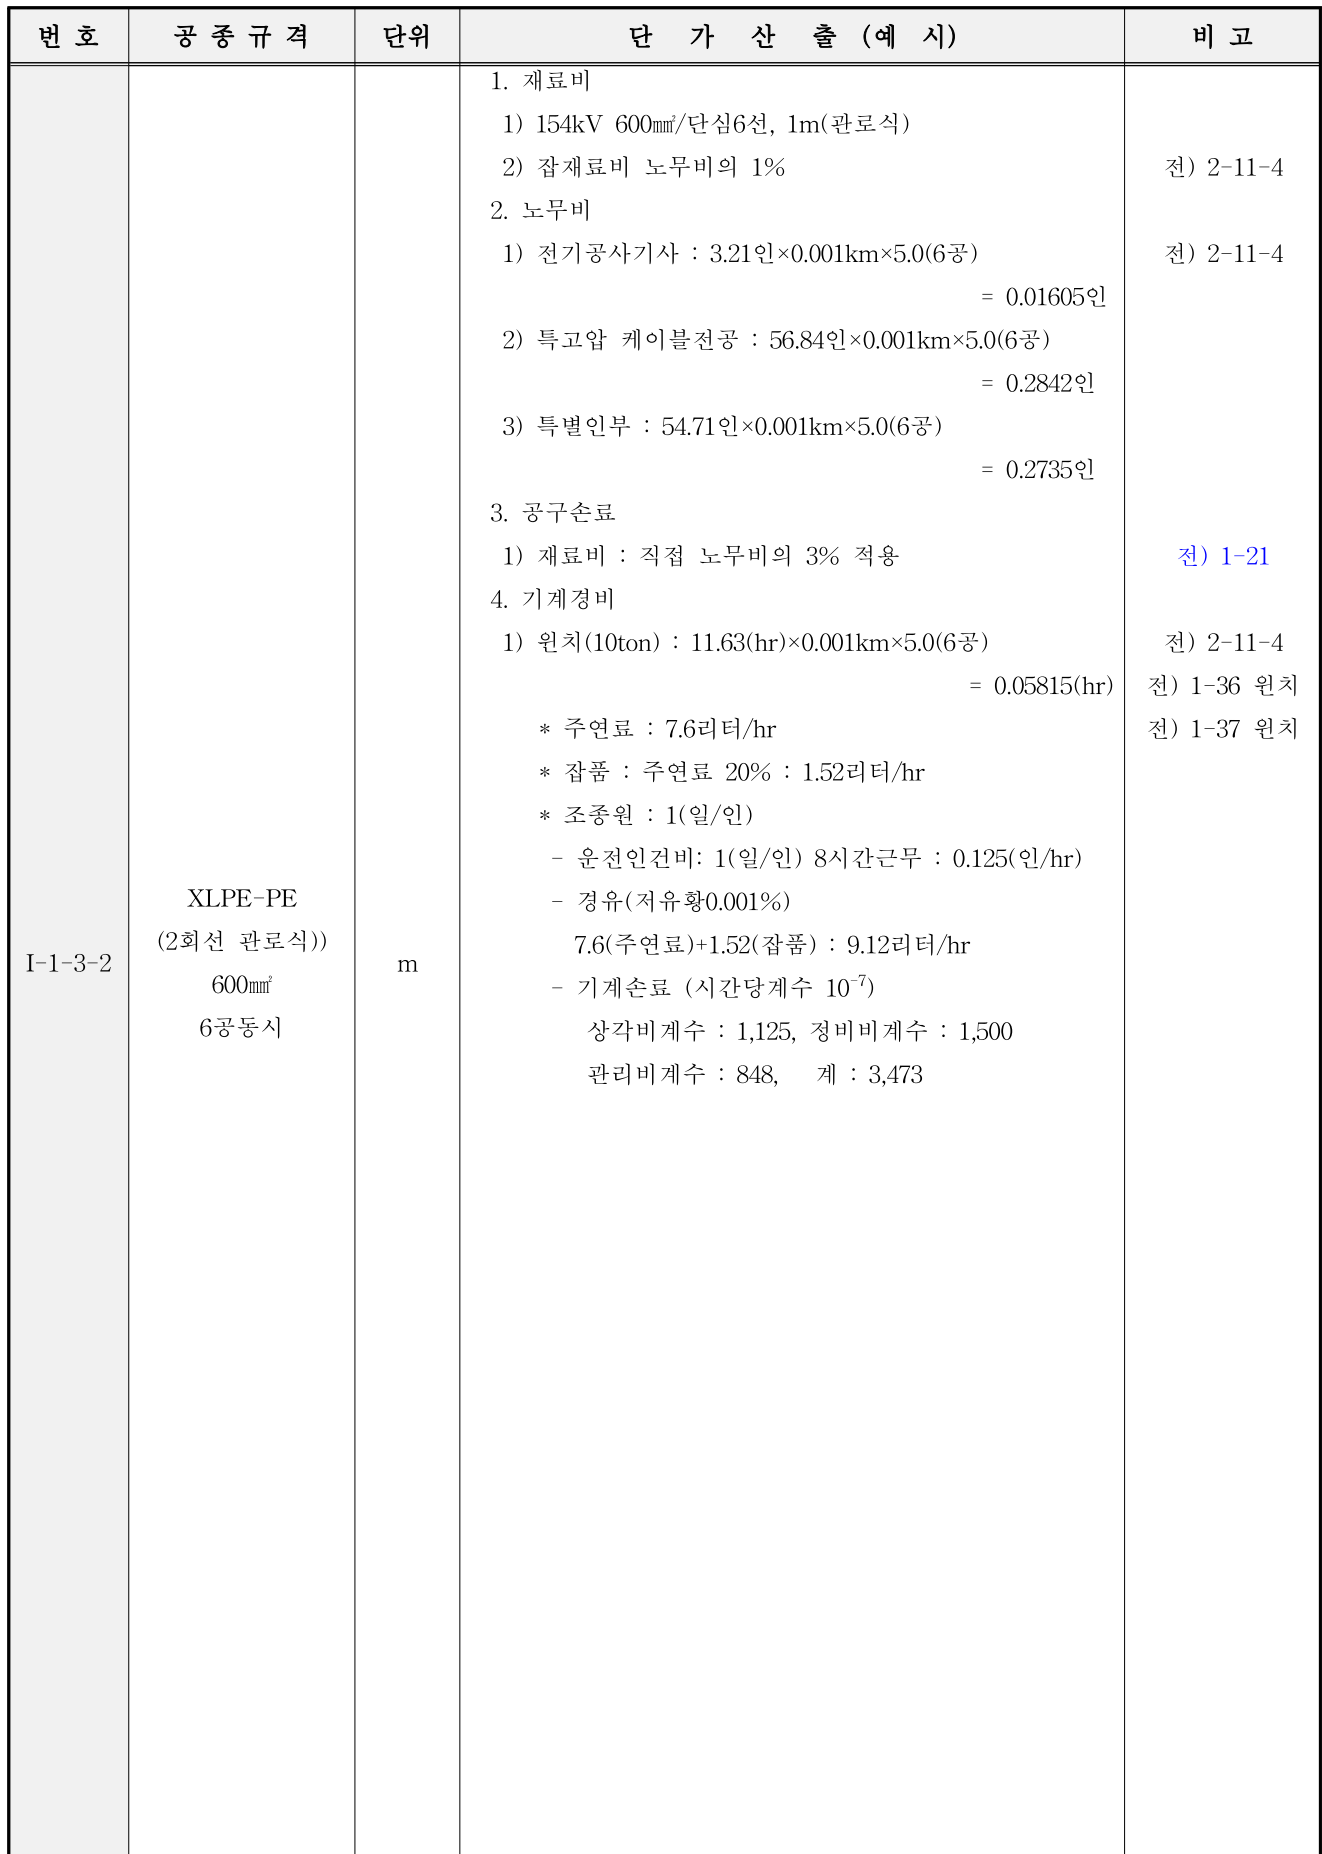 번 호 공 종 규 격 단위 단 가 산 출 (예 시) 비 고
1. 재료비
1) 154kV 600㎟/단심6선, 1m(관로식)
2) 잡재료비 노무비의 1% 전) 2-11-4
2. 노무비
1) 전기공사기사 : 3.21인×0.001km×5.0(6공) 전) 2-11-4
= 0.01605인
2) 특고압 케이블전공 : 56.84인×0.001km×5.0(6공)
= 0.2842인
3) 특별인부 : 54.71인×0.001km×5.0(6공)
= 0.2735인
3. 공구손료
1) 재료비 : 직접 노무비의 3% 적용 전) 1-21
4. 기계경비
1) 윈치(10ton) : 11.63(hr)×0.001km×5.0(6공) 전) 2-11-4
= 0.05815(hr) 전) 1-36 윈치
* 주연료 : 7.6리터/hr 전) 1-37 윈치
* 잡품 : 주연료 20% : 1.52리터/hr
* 조종원 : 1(일/인)
- 운전인건비: 1(일/인) 8시간근무 : 0.125(인/hr)
- 경유(저유황0.001%)
7.6(주연료)+1.52(잡품) : 9.12리터/hr
- 기계손료 (시간당계수 10⁻⁷)
상각비계수 : 1,125, 정비비계수 : 1,500
관리비계수 : 848, 계 : 3,473
I-1-3-2
XLPE-PE
(2회선 관로식))
600㎟
6공동시
m